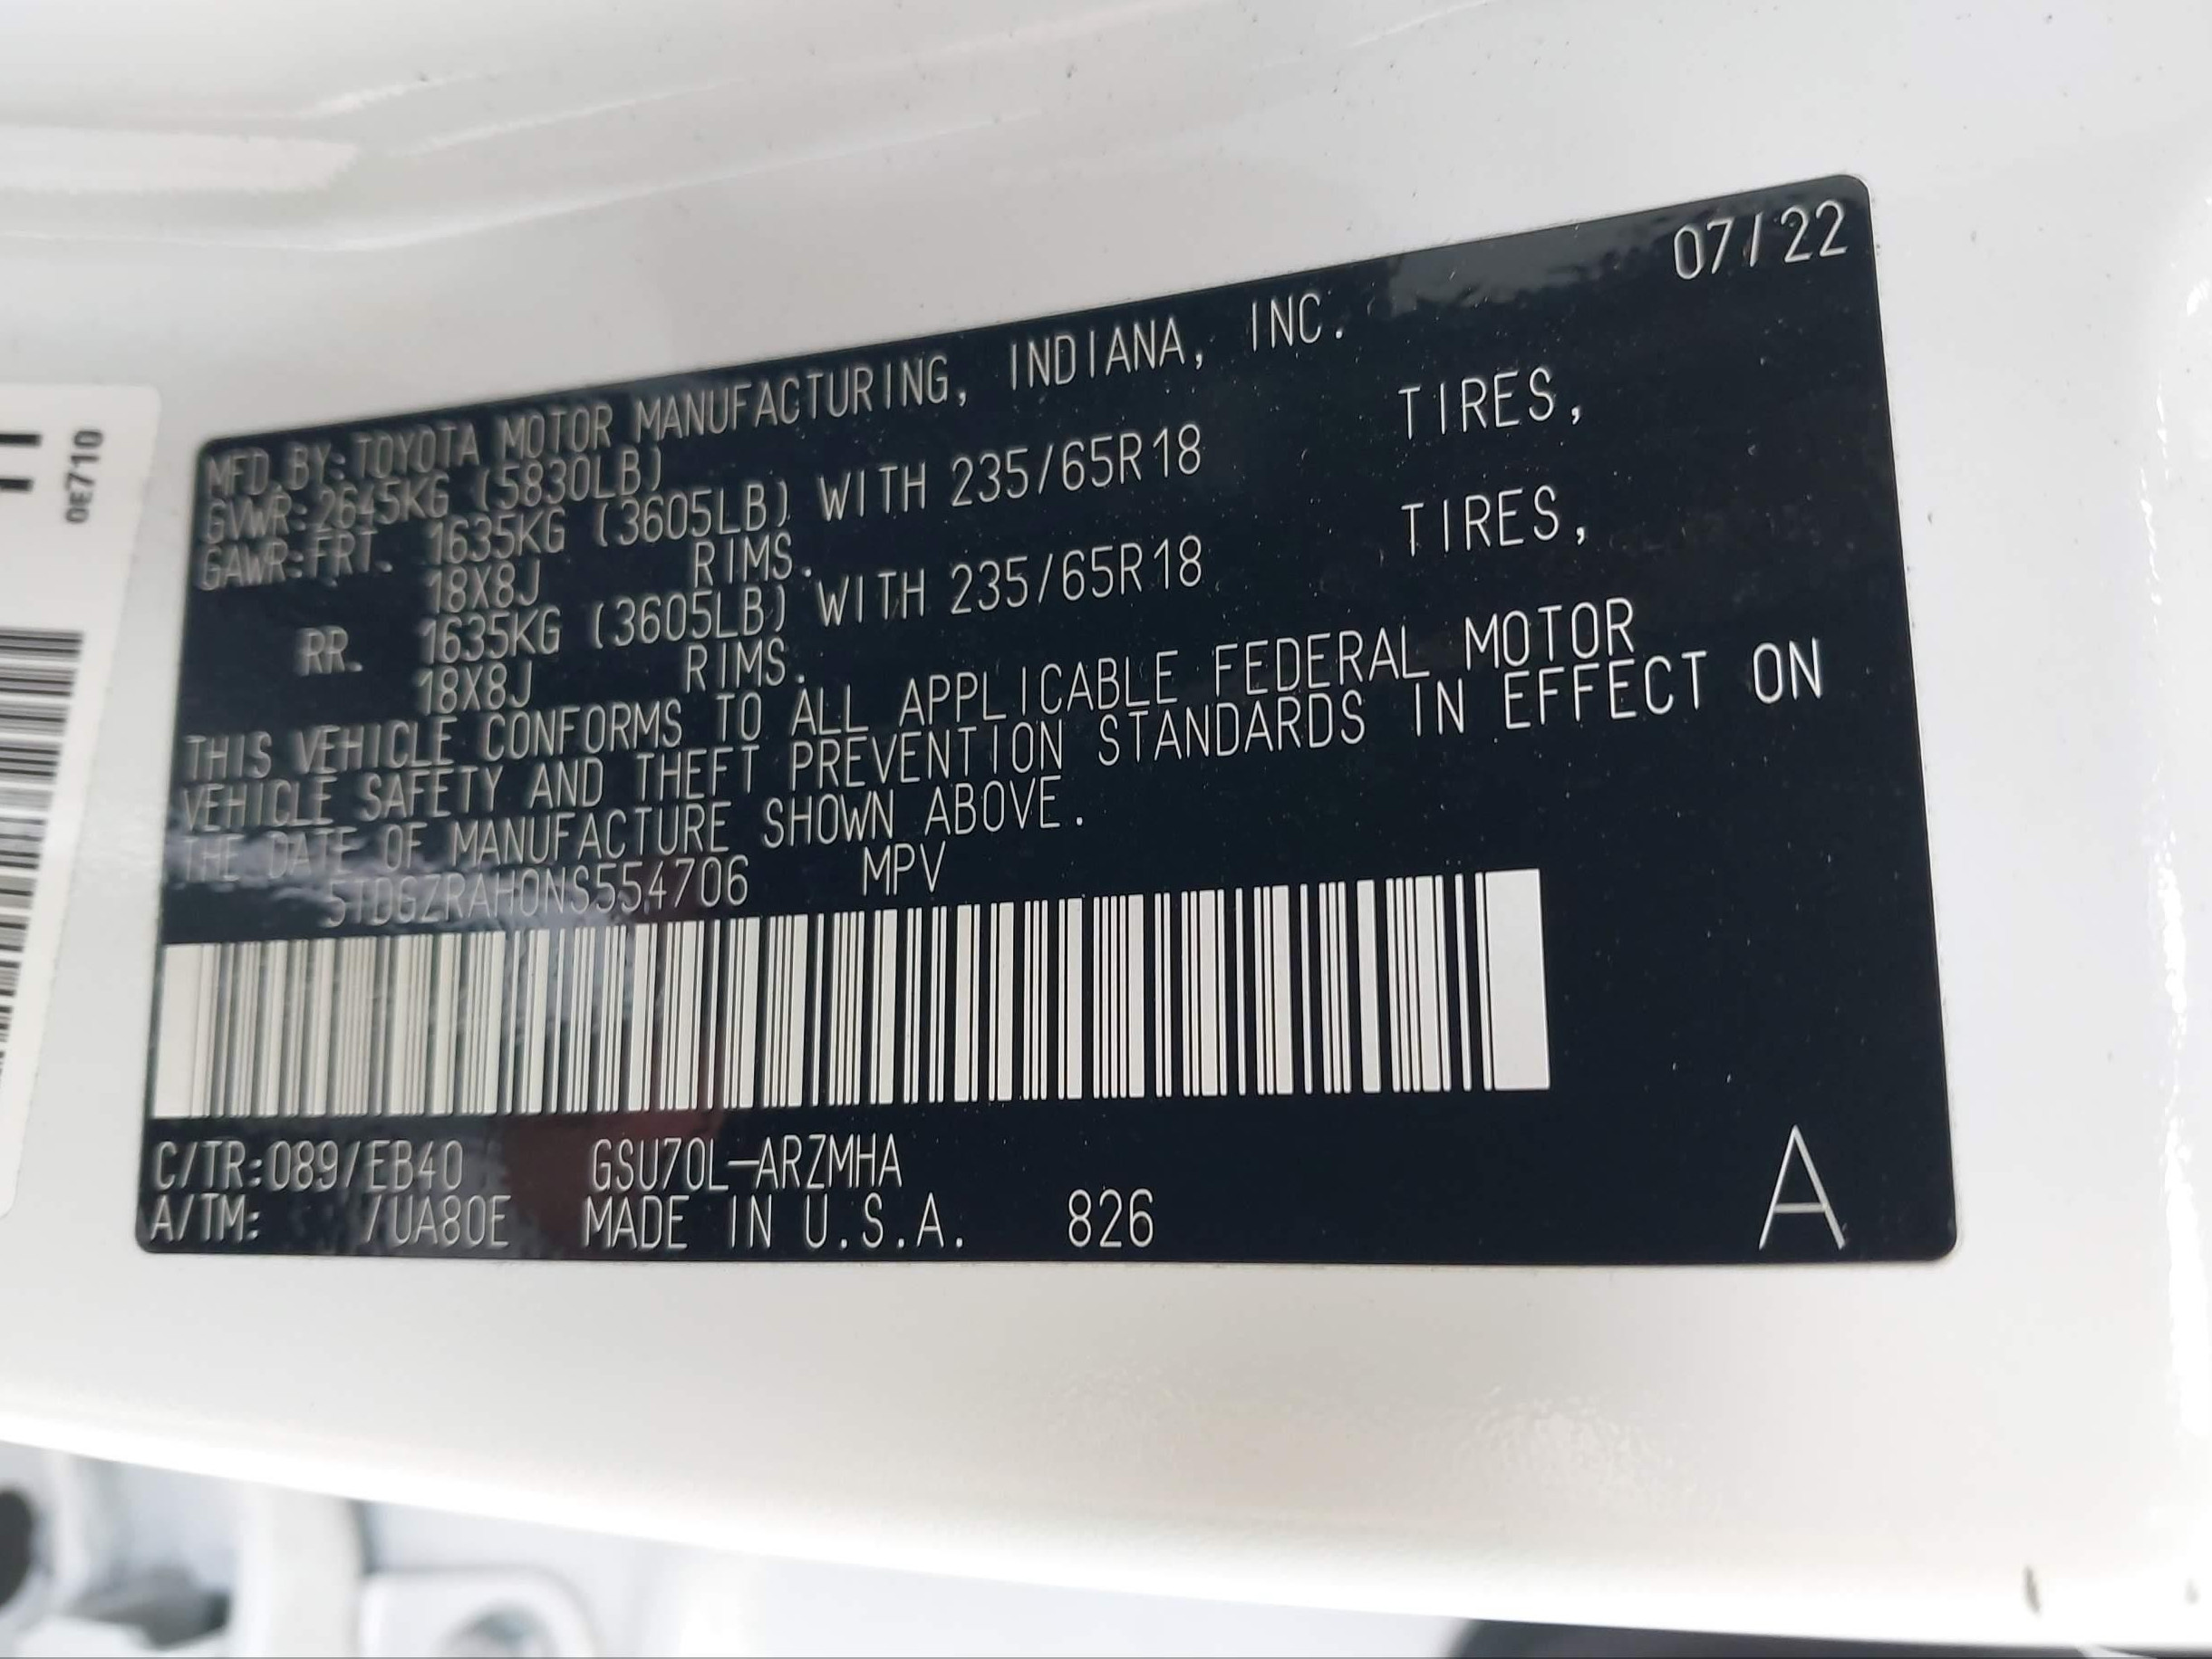 07/22
MFD.BY:TOYOTA MOTOR MANUFACTURING, INDIANA, INC.
GVWR:2645KG (5830LB)
GAWR:FRT. 1635KG (3605LB) WITH 235/65R18 TIRES,
18X8J RIMS.
RR. 1635KG (3605LB) WITH 235/65R18 TIRES,
18X8J RIMS.
THIS VEHICLE CONFORMS TO ALL APPLICABLE FEDERAL MOTOR
VEHICLE SAFETY AND THEFT PREVENTION STANDARDS IN EFFECT ON
THE DATE OF MANUFACTURE SHOWN ABOVE.
5TDGZRAH0NS554706 MPV
C/TR:089/EB40 GSU70L-ARZMHA
A/TM: /UA80E MADE IN U.S.A. 826
A
0E710